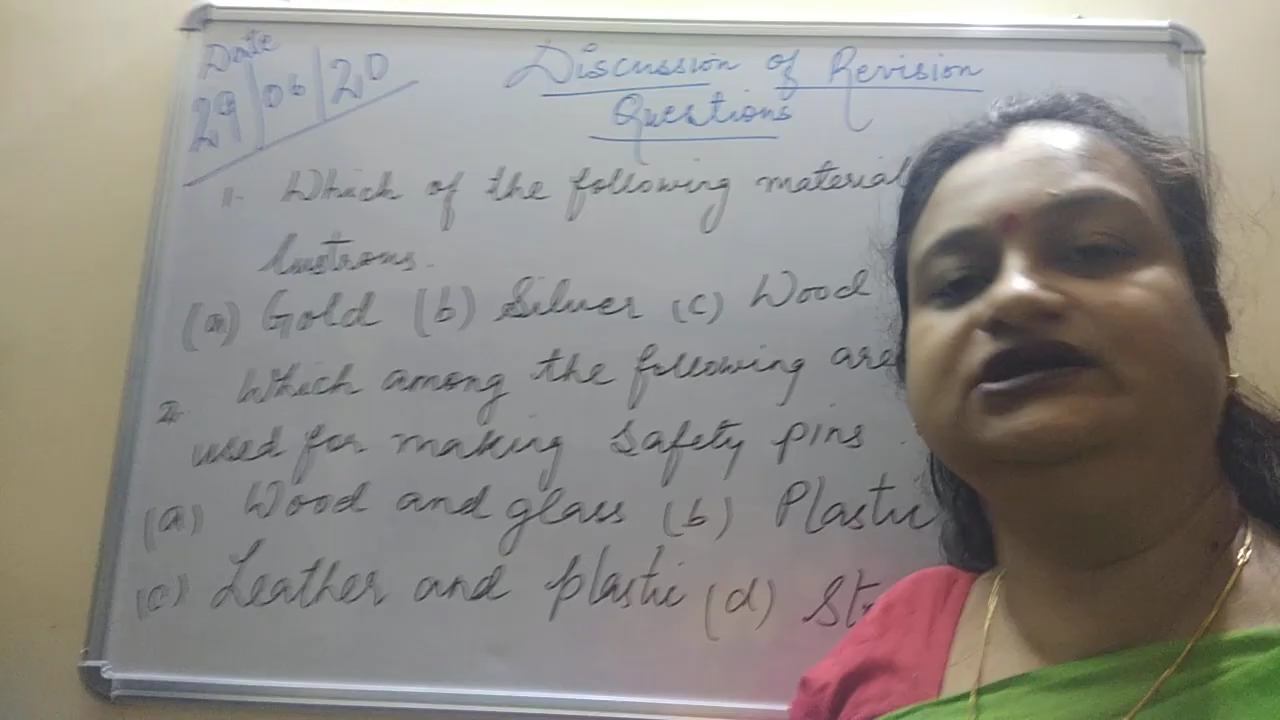 Date
29/06/20
Discussion of Revision
Questions
1. Which of the following material
lustrous.
(a) Gold (b) Silver (c) Wood
2. Which among the following are
used for making safety pins.
(a) Wood and glass (b) Plastic
(c) Leather and plastic (d) St